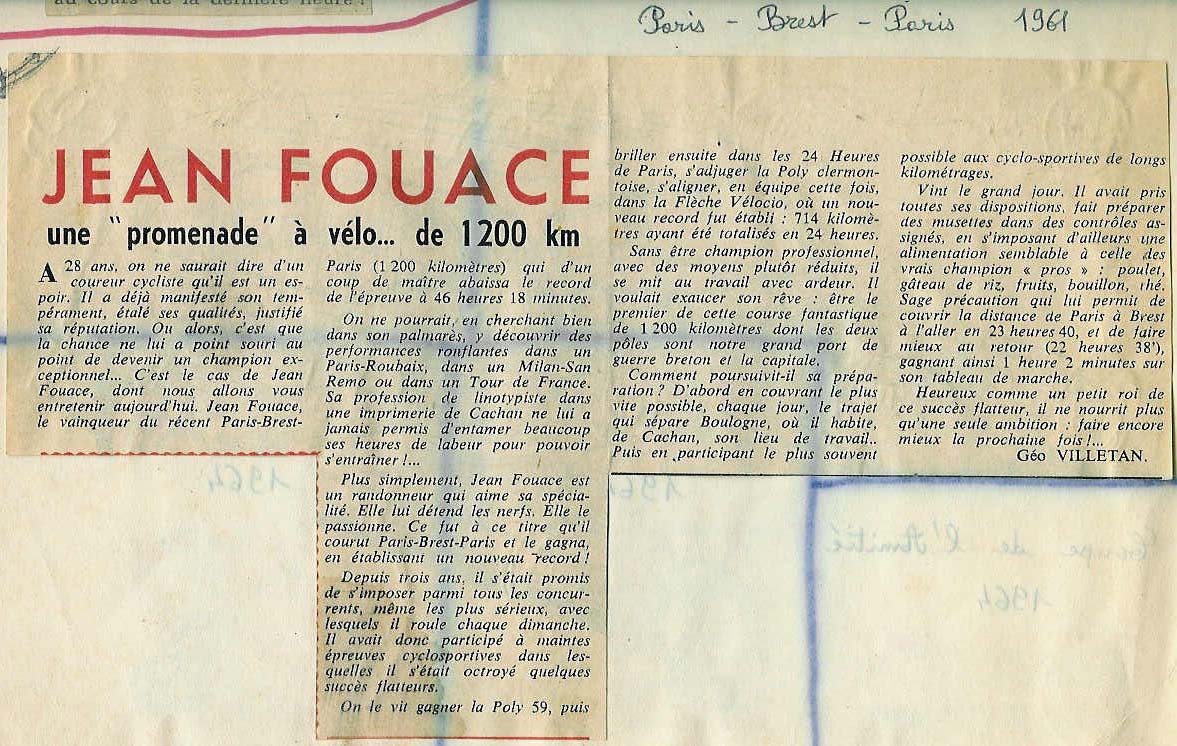 au cours de la dernière heure !
Paris - Brest - Paris 1961
JEAN FOUACE
une "promenade" à vélo... de 1200 km
A 28 ans, on ne saurait dire d'un
coureur cycliste qu'il est un es-
poir. Il a déjà manifesté son tem-
pérament, étalé ses qualités, justifié
sa réputation. Ou alors, c'est que
la chance ne lui a point souri au
point de devenir un champion ex-
ceptionnel... C'est le cas de Jean
Fouace, dont nous allons vous
entretenir aujourd'hui. Jean Fouace,
le vainqueur du récent Paris-Brest-
Paris (1 200 kilomètres) qui d'un
coup de maître abaissa le record
de l'épreuve à 46 heures 18 minutes.
On ne pourrait, en cherchant bien
dans son palmarès, y découvrir des
performances ronflantes dans un
Paris-Roubaix, dans un Milan-San
Remo ou dans un Tour de France.
Sa profession de linotypiste dans
une imprimerie de Cachan ne lui a
jamais permis d'entamer beaucoup
ses heures de labeur pour pouvoir
s'entraîner !...
Plus simplement, Jean Fouace est
un randonneur qui aime sa spécia-
lité. Elle lui détend les nerfs. Elle le
passionne. Ce fut à ce titre qu'il
courut Paris-Brest-Paris et le gagna,
en établissant un nouveau record !
Depuis trois ans, il s'était promis
de s'imposer parmi tous les concur-
rents, même les plus sérieux, avec
lesquels il roule chaque dimanche.
Il avait donc participé à maintes
épreuves cyclosportives dans les-
quelles il s'était octroyé quelques
succès flatteurs.
On le vit gagner la Poly 59, puis
briller ensuite dans les 24 Heures
de Paris, s'adjuger la Poly clermon-
toise, s'aligner, en équipe cette fois,
dans la Flèche Vélocio, où un nou-
veau record fut établi : 714 kilomè-
tres ayant été totalisés en 24 heures.
Sans être champion professionnel,
avec des moyens plutôt réduits, il
se mit au travail avec ardeur. Il
voulait exaucer son rêve : être le
premier de cette course fantastique
de 1 200 kilomètres dont les deux
pôles sont notre grand port de
guerre breton et la capitale.
Comment poursuivit-il sa prépa-
ration ? D'abord en couvrant le plus
vite possible, chaque jour, le trajet
qui sépare Boulogne, où il habite,
de Cachan, son lieu de travail..
Puis en participant le plus souvent
possible aux cyclo-sportives de longs
kilométrages.
Vint le grand jour. Il avait pris
toutes ses dispositions, fait préparer
des musettes dans des contrôles as-
signés, en s'imposant d'ailleurs une
alimentation semblable à celle des
vrais champion « pros » : poulet,
gâteau de riz, fruits, bouillon, thé.
Sage précaution qui lui permit de
couvrir la distance de Paris à Brest
à l'aller en 23 heures 40, et de faire
mieux au retour (22 heures 38'),
gagnant ainsi 1 heure 2 minutes sur
son tableau de marche.
Heureux comme un petit roi de
ce succès flatteur, il ne nourrit plus
qu'une seule ambition : faire encore
mieux la prochaine fois !...
Géo VILLETAN.
1964
1964
de l'Amitié
1964